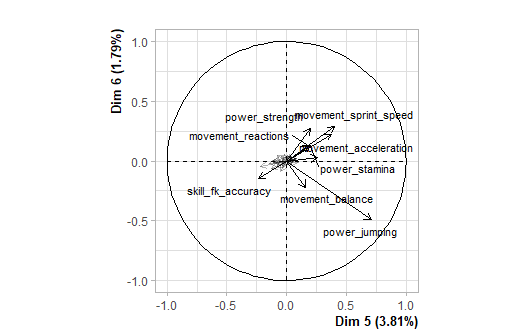 Dim 6 (1.79%)
1.0
0.5
0.0
-0.5
-1.0
power_strength
movement_sprint_speed
movement_reactions
movement_acceleration
power_stamina
skill_fk_accuracy
movement_balance
power_jumping
-1.0 -0.5 0.0 0.5 1.0
Dim 5 (3.81%)